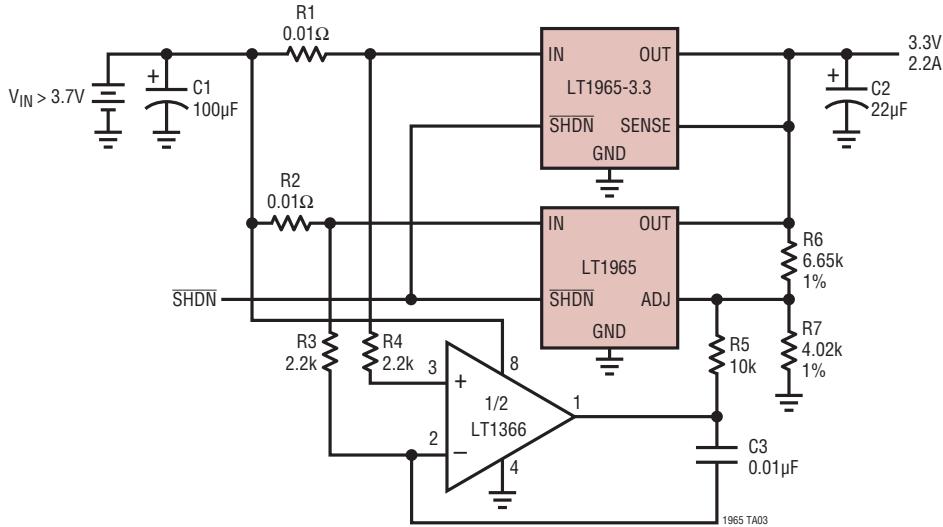 R1
0.01Ω
3.3V
2.2A
IN
OUT
LT1965-3.3
SHDN
SENSE
GND
VIN > 3.7V
+
C1
100µF
+
C2
22µF
R2
0.01Ω
IN
OUT
LT1965
SHDN
SHDN
ADJ
GND
R6
6.65k
1%
R3
2.2k
R4
2.2k
R5
10k
R7
4.02k
1%
3
+
8
1/2
LT1366
1
2
–
4
C3
0.01µF
1965 TA03